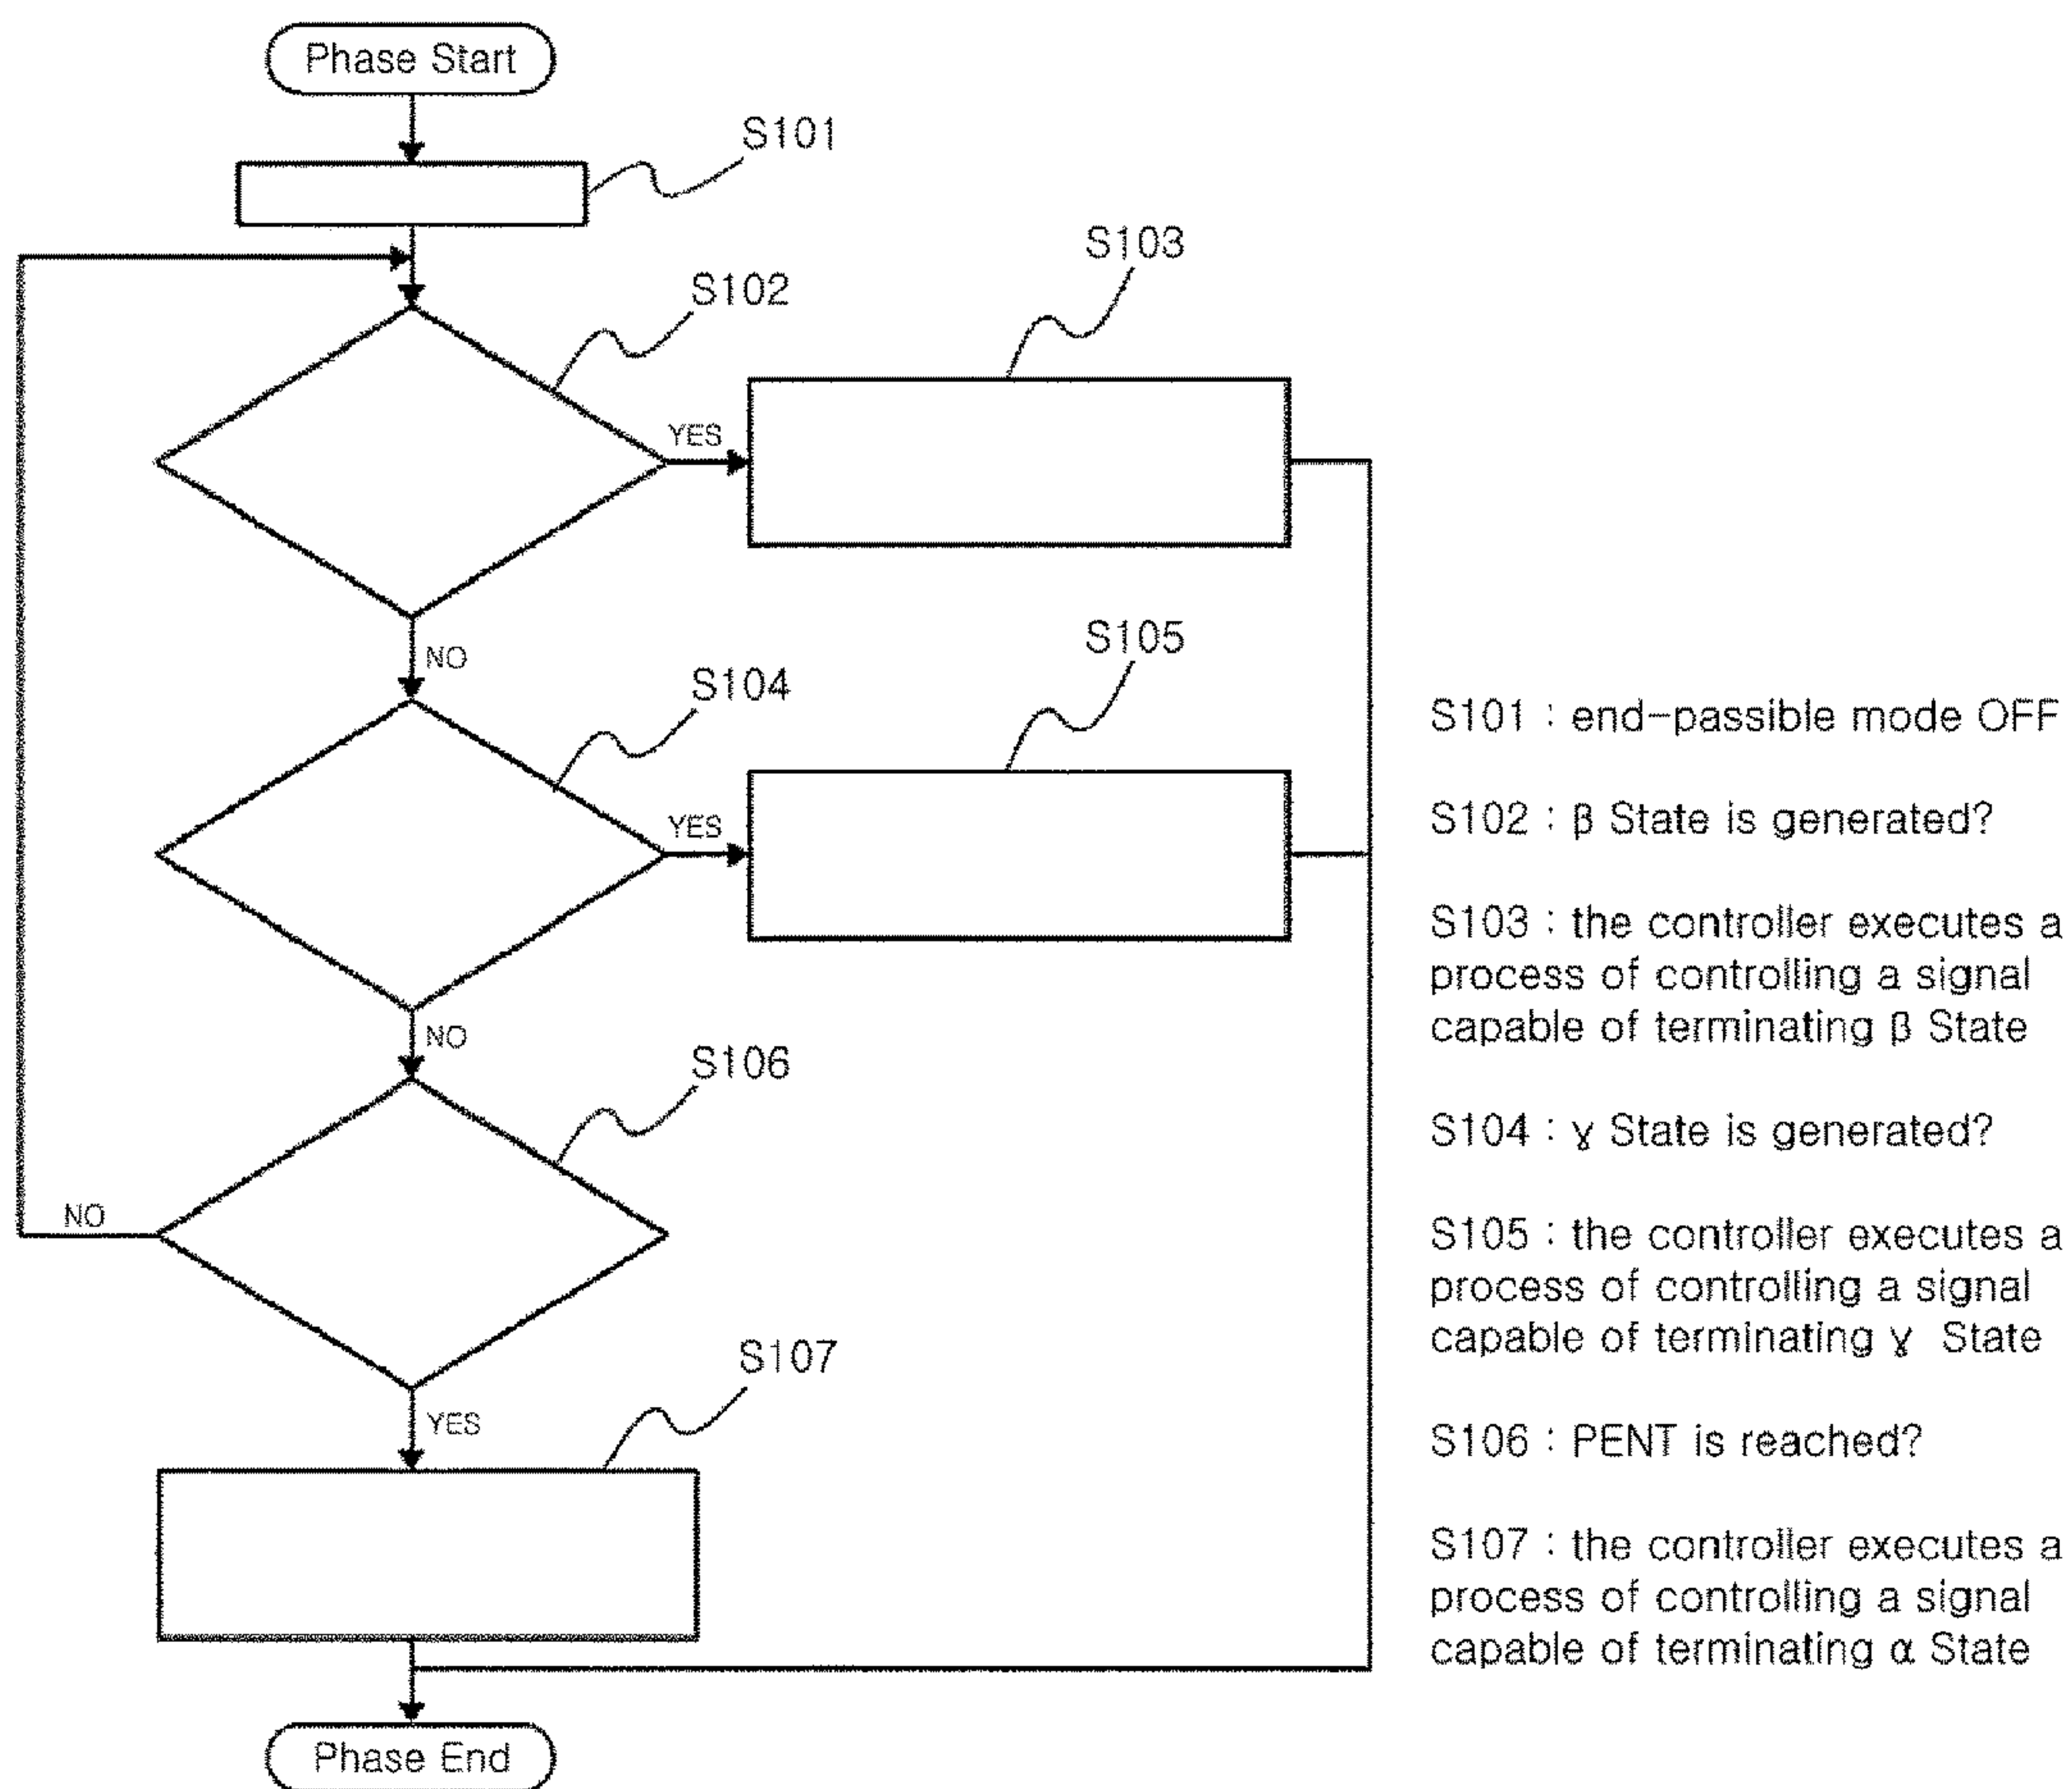 Phase Start
S101
S103
S102
YES
NO
S105
S104
YES
NO
S106
NO
S107
YES
Phase End
S101 : end-passible mode OFF
S102 : β State is generated?
S103 : the controller executes a
process of controlling a signal
capable of terminating β State
S104 : ɣ State is generated?
S105 : the controller executes a
process of controlling a signal
capable of terminating ɣ State
S106 : PENT is reached?
S107 : the controller executes a
process of controlling a signal
capable of terminating α State